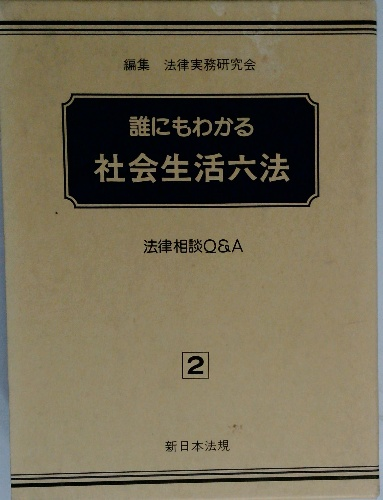 編集 法律実務研究会
誰にもわかる
社会生活六法
法律相談Q&A
2
新日本法規